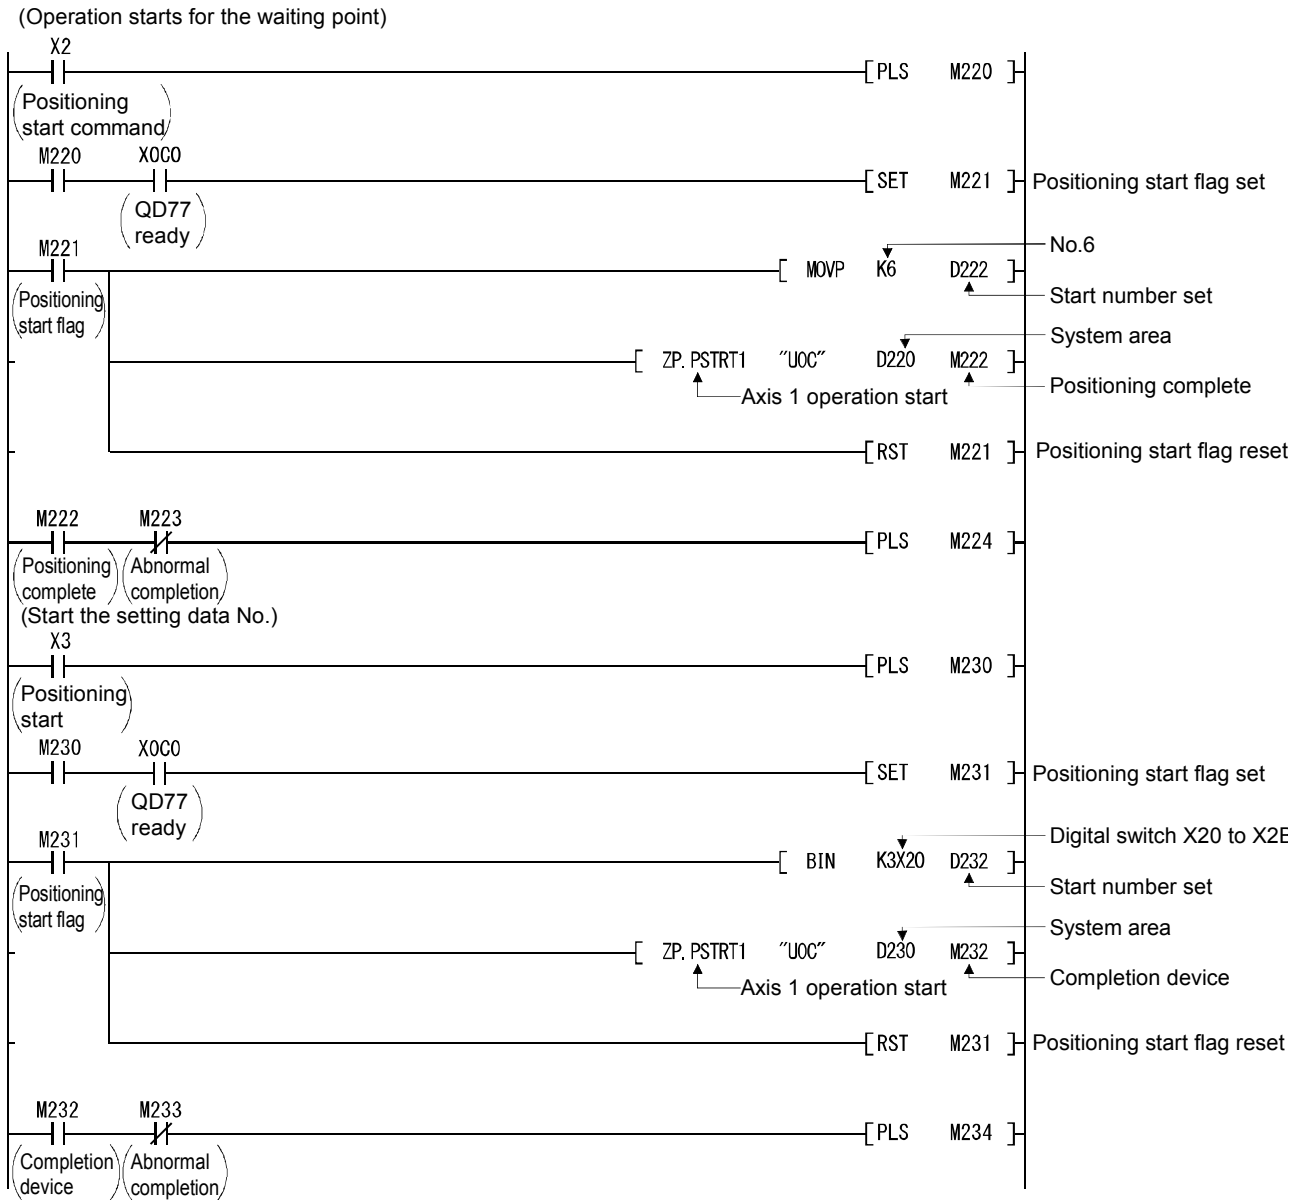 (Operation starts for the waiting point)
X2
PLS M220
Positioning
start command
M220 X0C0
SET M221 Positioning start flag set
QD77
ready
M221
No.6
MOVP K6 D222
Positioning
start flag
Start number set
System area
ZP.PSTRT1 "U0C" D220 M222
Positioning complete
Axis 1 operation start
RST M221 Positioning start flag reset
M222 M223
PLS M224
Positioning Abnormal
complete completion
(Start the setting data No.)
X3
PLS M230
Positioning
start
M230 X0C0
SET M231 Positioning start flag set
QD77
ready
M231
Digital switch X20 to
BIN K3X20 D232
Positioning
start flag
Start number set
System area
ZP.PSTRT1 "U0C" D230 M232
Completion device
Axis 1 operation start
RST M231 Positioning start flag reset
M232 M233
PLS M234
Completion Abnormal
device completion